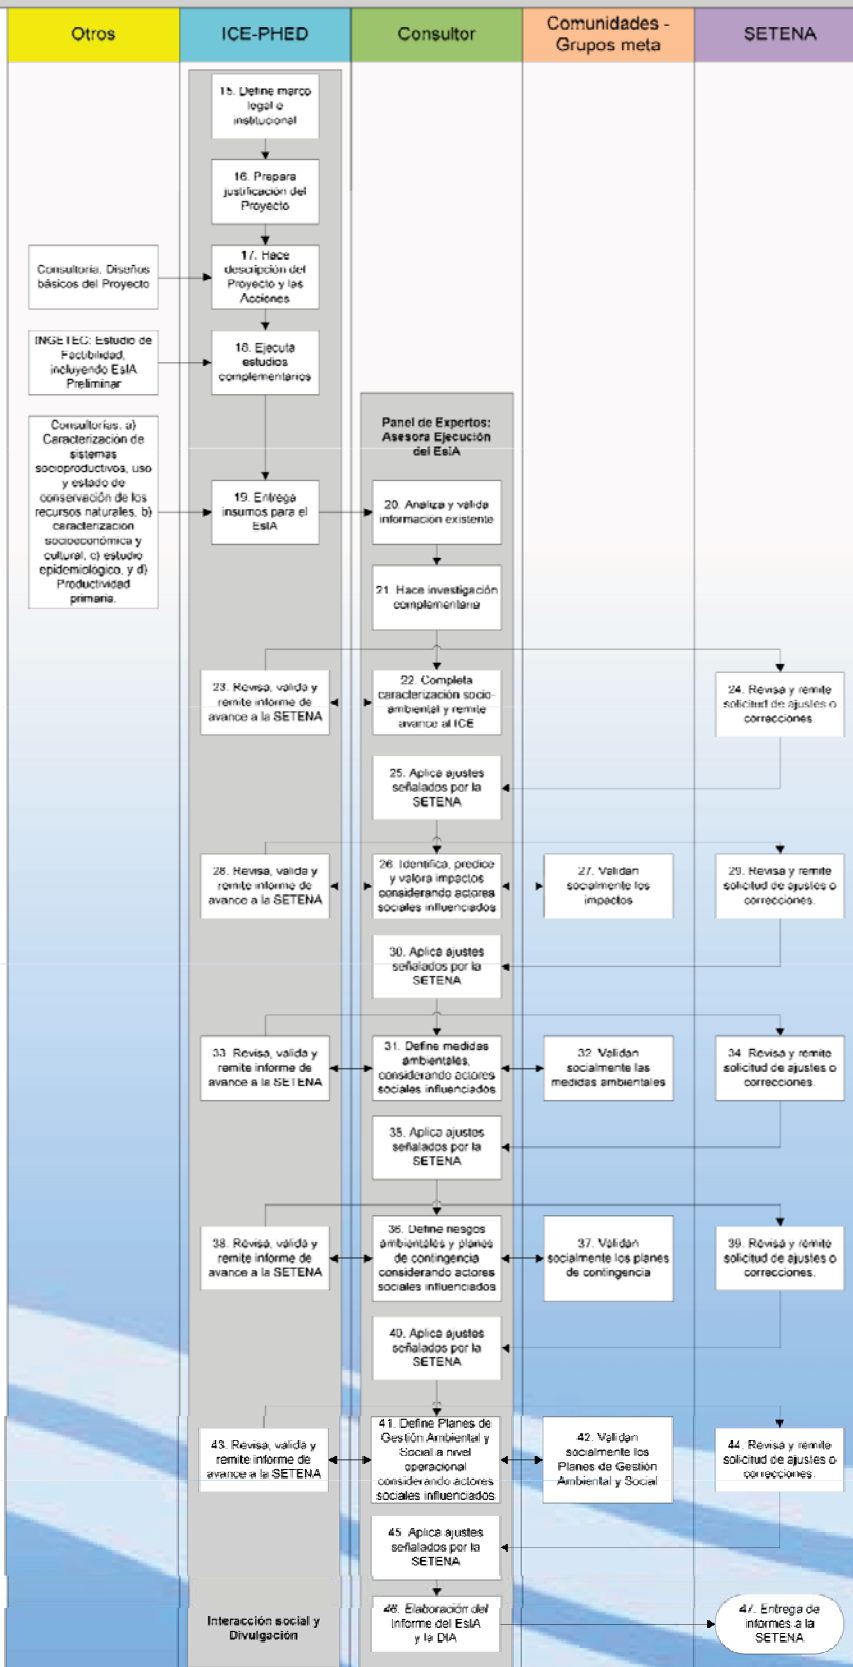 Otros
ICE-PHED
Consultor
Comunidades -
Grupos meta
SETENA
15. Define marco
legal e
institucional
16. Prepara
justificación del
Proyecto
Consultoría: Diseños
básicos del Proyecto
17. Hace
descripción del
Proyecto y las
Acciones
INGETEC: Estudio de
Factibilidad,
incluyendo EsIA
Preliminar
18. Ejecuta
estudios
complementarios
Panel de Expertos:
Asesora Ejecución
del EsIA
Consultorías: a)
Caracterización de
sistemas
socioproductivos, uso
y estado de
conservación de los
recursos naturales, b)
caracterización
socioeconómica y
cultural, c) estudio
epidemiológico, y d)
Productividad
primaria.
19. Entrega
insumos para el
EsIA
20. Analiza y valida
información existente
21. Hace investigación
complementaria
23. Revisa, valida y
remite informe de
avance a la SETENA
22. Completa
caracterización socio-
ambiental y remite
avance al ICE
24. Revisa y remite
solicitud de ajustes o
correcciones.
25. Aplica ajustes
señalados por la
SETENA
28. Revisa, valida y
remite informe de
avance a la SETENA
26. Identifica, predice
y valora impactos
considerando actores
sociales influenciados
27. Validan
socialmente los
impactos
29. Revisa y remite
solicitud de ajustes o
correcciones.
30. Aplica ajustes
señalados por la
SETENA
33. Revisa, valida y
remite informe de
avance a la SETENA
31. Define medidas
ambientales,
considerando actores
sociales influenciados
32. Validan
socialmente las
medidas ambientales
34. Revisa y remite
solicitud de ajustes o
correcciones.
35. Aplica ajustes
señalados por la
SETENA
38. Revisa, valida y
remite informe de
avance a la SETENA
36. Define riesgos
ambientales y planes
de contingencia
considerando actores
sociales influenciados
37. Validan
socialmente los planes
de contingencia
39. Revisa y remite
solicitud de ajustes o
correcciones.
40. Aplica ajustes
señalados por la
SETENA
43. Revisa, valida y
remite informe de
avance a la SETENA
41. Define Planes de
Gestión Ambiental y
Social a nivel
operacional
considerando actores
sociales influenciados
42. Validan
socialmente los
Planes de Gestión
Ambiental y Social
44. Revisa y remite
solicitud de ajustes o
correcciones.
45. Aplica ajustes
señalados por la
SETENA
Interacción social y
Divulgación
46. Elaboración del
Informe del EsIA
y la DIA
47. Entrega de
informes a la
SETENA